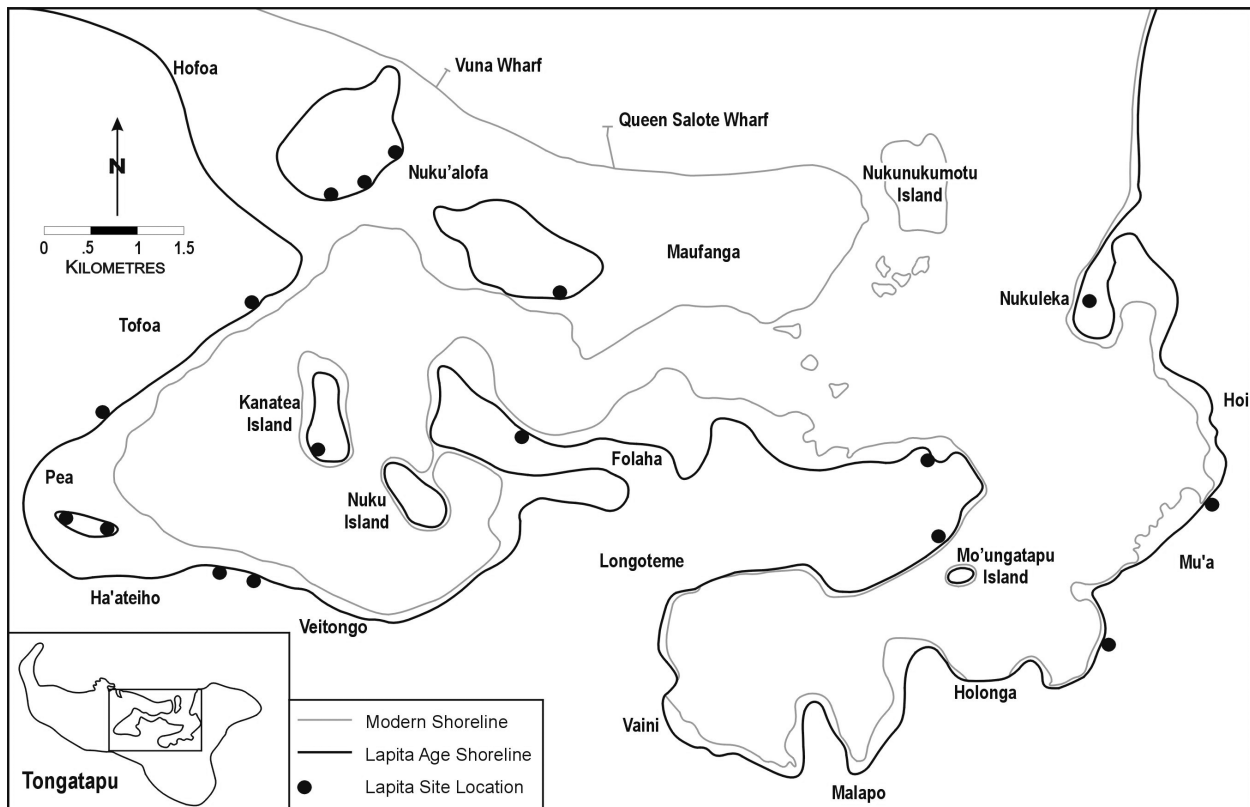 Hofoa
Vuna Wharf
Queen Salote Wharf
N
Nuku'alofa
Nukunukumotu
Island
0 .5 1 1.5
KILOMETRES
Maufanga
Nukuleka
Tofoa
Kanatea
Island
Hoi
Folaha
Pea
Nuku
Island
Longoteme
Mo'ungatapu
Island
Mu'a
Ha'ateiho
Veitongo
Holonga
Vaini
Malapo
Tongatapu
Modern Shoreline
Lapita Age Shoreline
Lapita Site Location